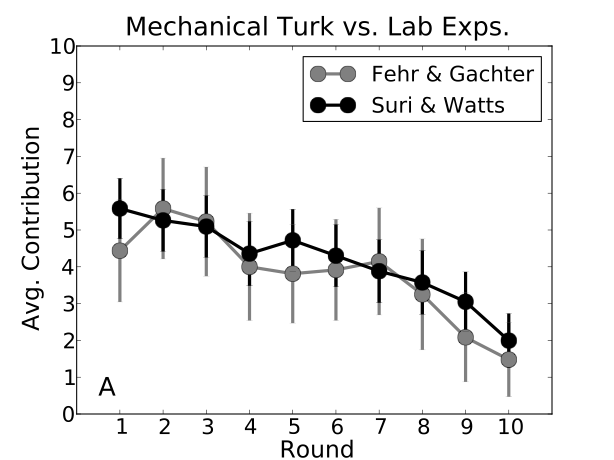 Mechanical Turk vs. Lab Exps.
Fehr & Gachter
Suri & Watts
Avg. Contribution
10
9
8
7
6
5
4
3
2
1
0
A
1 2 3 4 5 6 7 8 9 10
Round